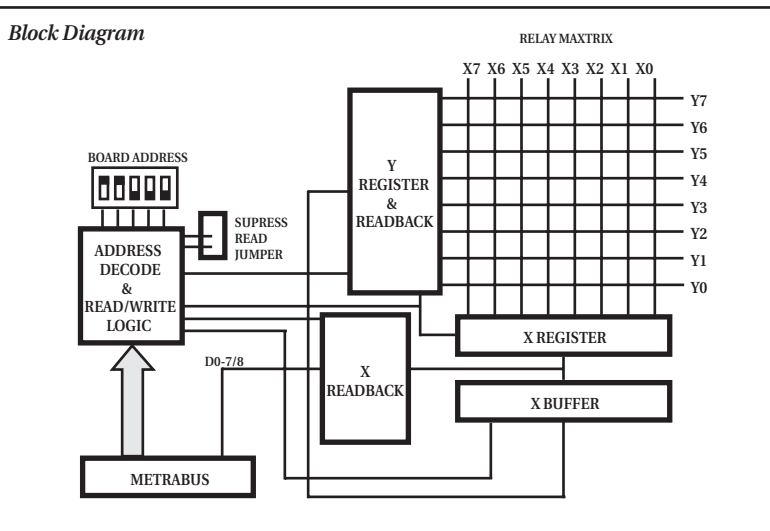 Block Diagram
RELAY MAXTRIX
X7 X6 X5 X4 X3 X2 X1 X0
Y7
Y6
Y5
Y4
Y3
Y2
Y1
Y0
Y
REGISTER
&
READBACK
BOARD ADDRESS
SUPRESS
READ
JUMPER
ADDRESS
DECODE
&
READ/WRITE
LOGIC
X REGISTER
D0-7/8
X
READBACK
X BUFFER
METRABUS